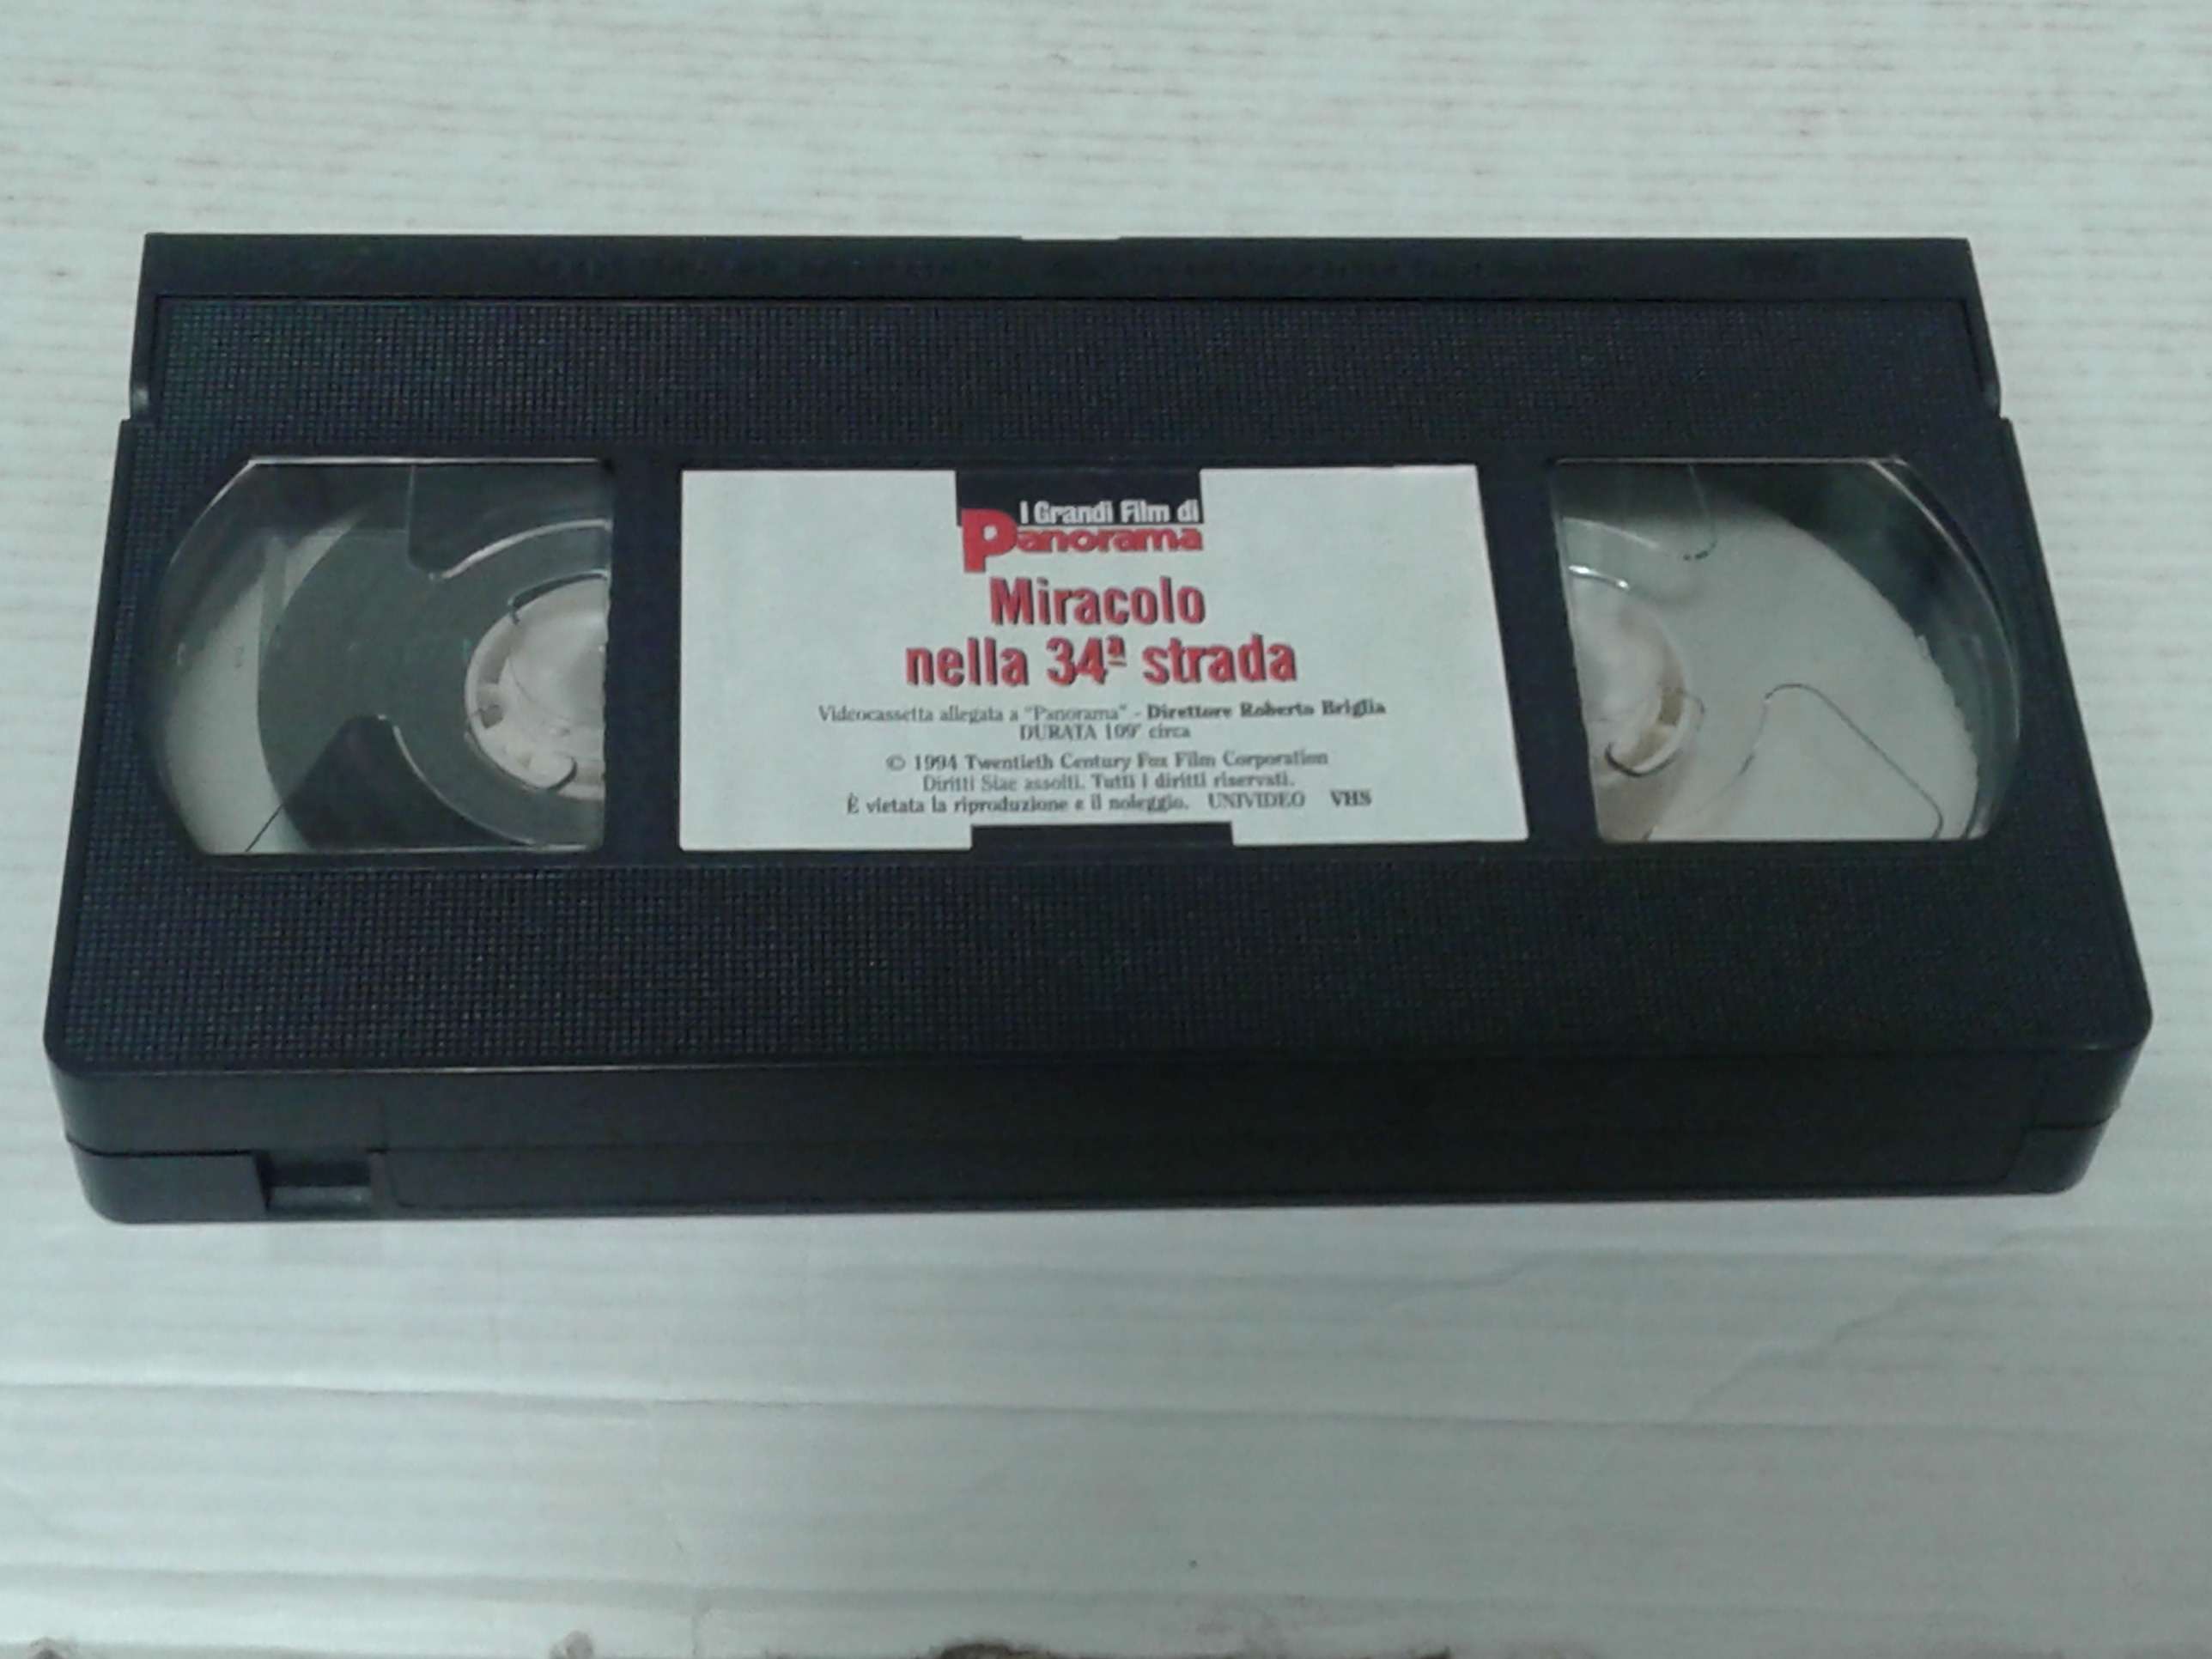 I Grandi Film di
Panorama
Miracolo
nella 34ª strada
Videocassetta allegata a "Panorama" - Direttore Roberto Briglia
DURATA 109' circa
© 1994 Twentieth Century Fox Film Corporation
Diritti Siae assolti. Tutti i diritti riservati.
È vietata la riproduzione e il noleggio. UNIVIDEO VHS